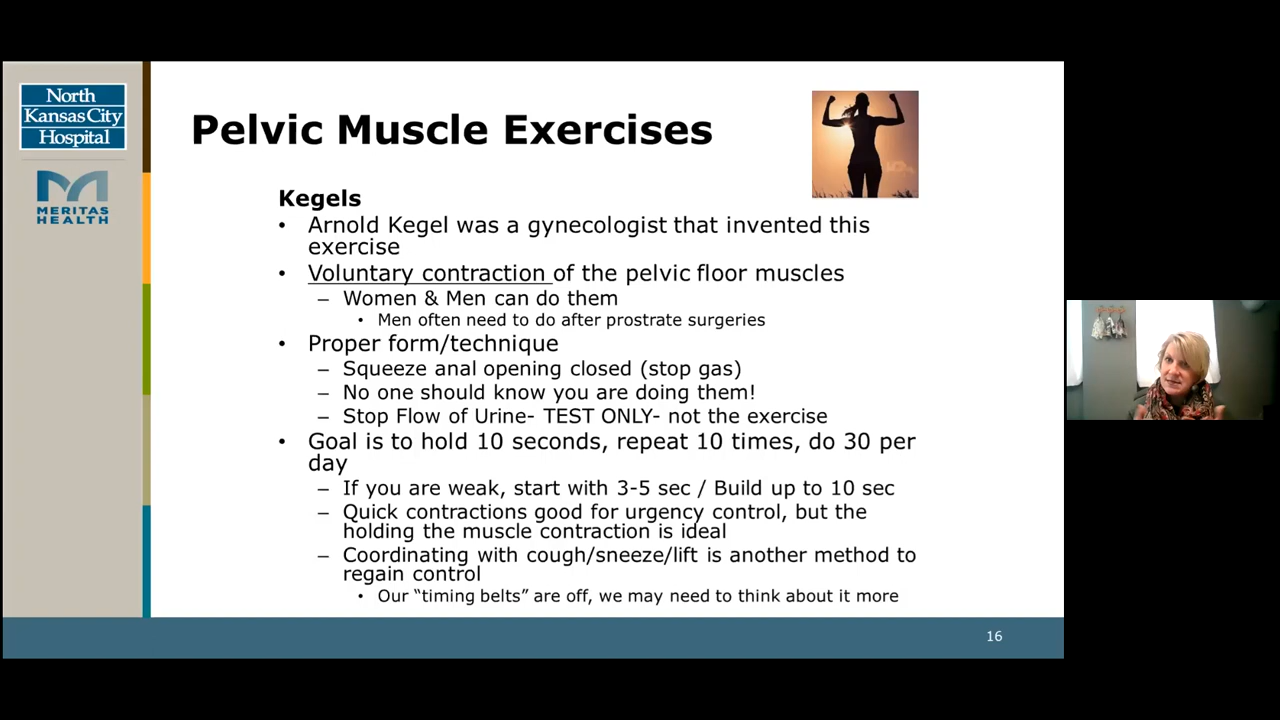 North
Kansas City
Hospital
MERITAS
HEALTH
Pelvic Muscle Exercises
Kegels
• Arnold Kegel was a gynecologist that invented this
exercise
• Voluntary contraction of the pelvic floor muscles
– Women & Men can do them
• Men often need to do after prostrate surgeries
• Proper form/technique
– Squeeze anal opening closed (stop gas)
– No one should know you are doing them!
– Stop Flow of Urine- TEST ONLY- not the exercise
• Goal is to hold 10 seconds, repeat 10 times, do 30 per
day
– If you are weak, start with 3-5 sec / Build up to 10 sec
– Quick contractions good for urgency control, but the
holding the muscle contraction is ideal
– Coordinating with cough/sneeze/lift is another method to
regain control
• Our “timing belts” are off, we may need to think about it more
16